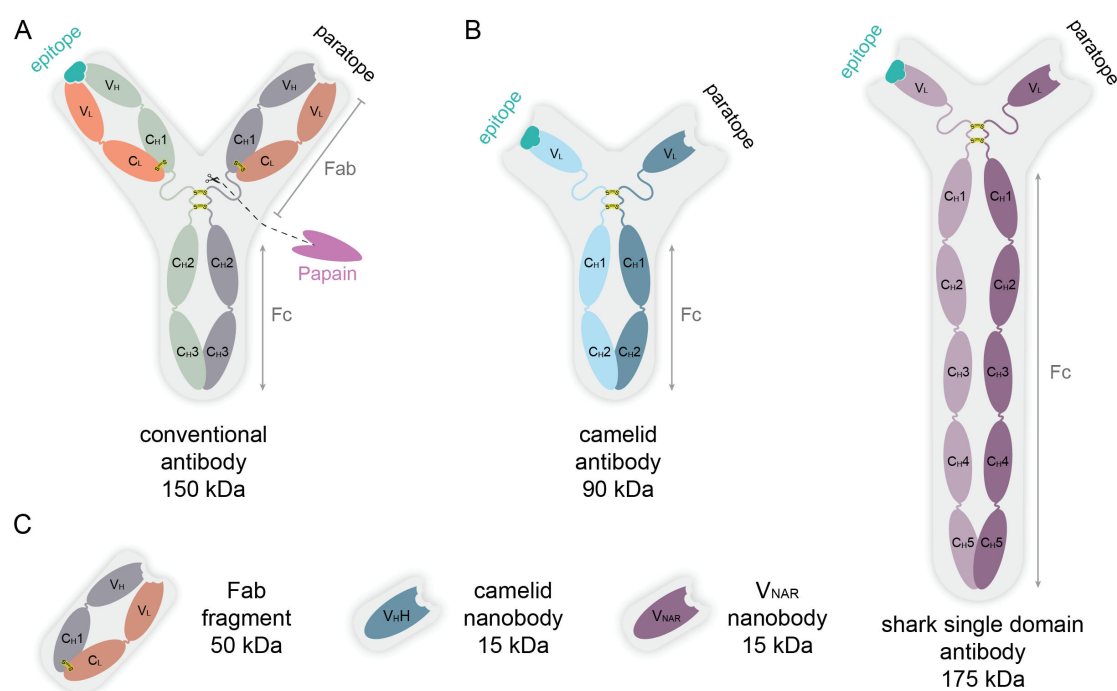 A
epitope
paratope
VH
VH
VL
VL
CH1
CH1
CL
CL
Fab
Papain
CH2
CH2
Fc
CH3
CH3
conventional
antibody
150 kDa
B
epitope
paratope
VL
VL
CH1
CH1
Fc
CH2
CH2
camelid
antibody
90 kDa
epitope
paratope
VL
VL
CH1
CH1
CH2
CH2
CH3
CH3
Fc
CH4
CH4
CH5
CH5
shark single domain
antibody
175 kDa
C
VH
VL
CH1
CL
Fab
fragment
50 kDa
VHH
camelid
nanobody
15 kDa
VNAR
VNAR
nanobody
15 kDa